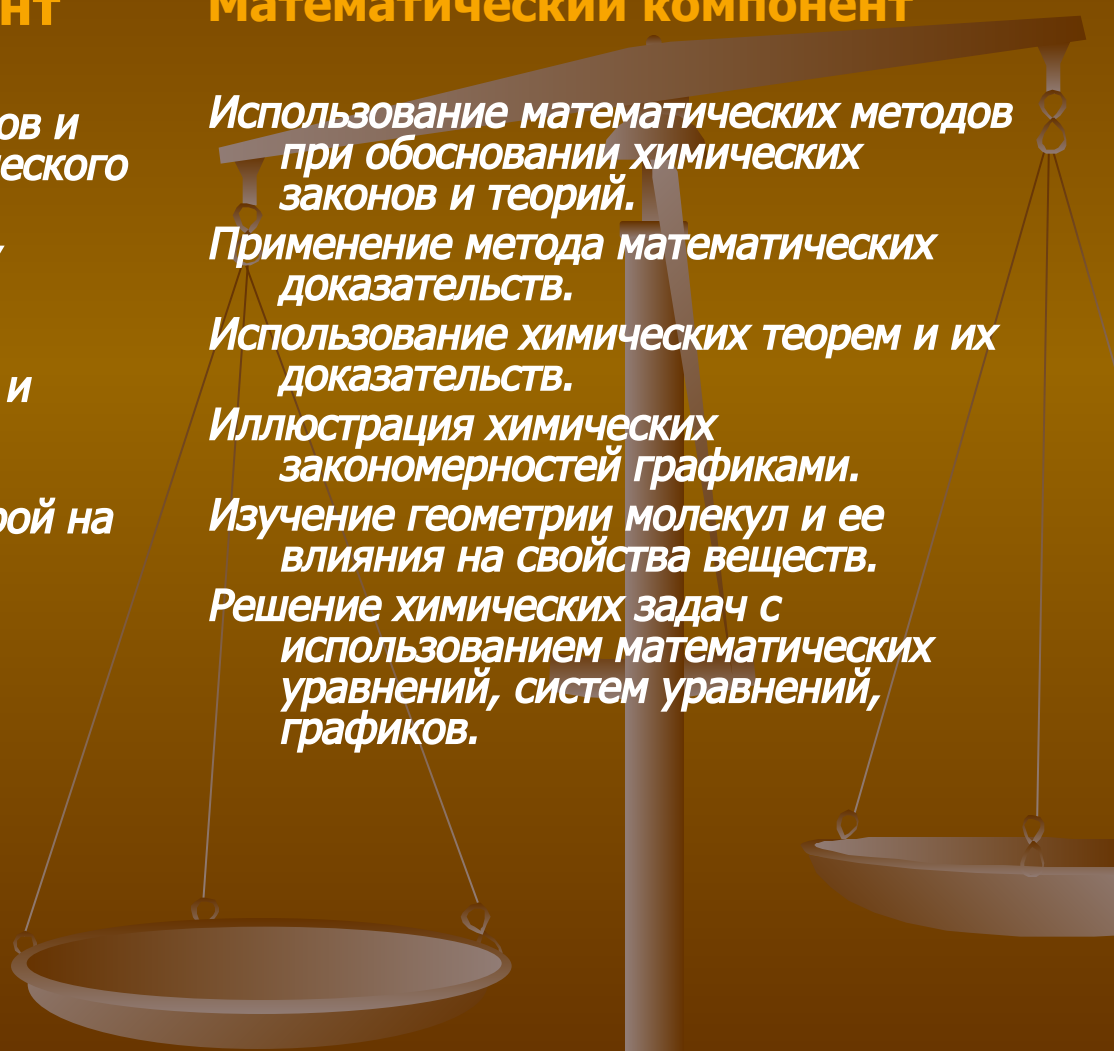 нт
ов и
еского
и
рой на
Математический компонент
Использование математических методов
при обосновании химических
законов и теорий.
Применение метода математических
доказательств.
Использование химических теорем и их
доказательств.
Иллюстрация химических
закономерностей графиками.
Изучение геометрии молекул и ее
влияния на свойства веществ.
Решение химических задач с
использованием математических
уравнений, систем уравнений,
графиков.